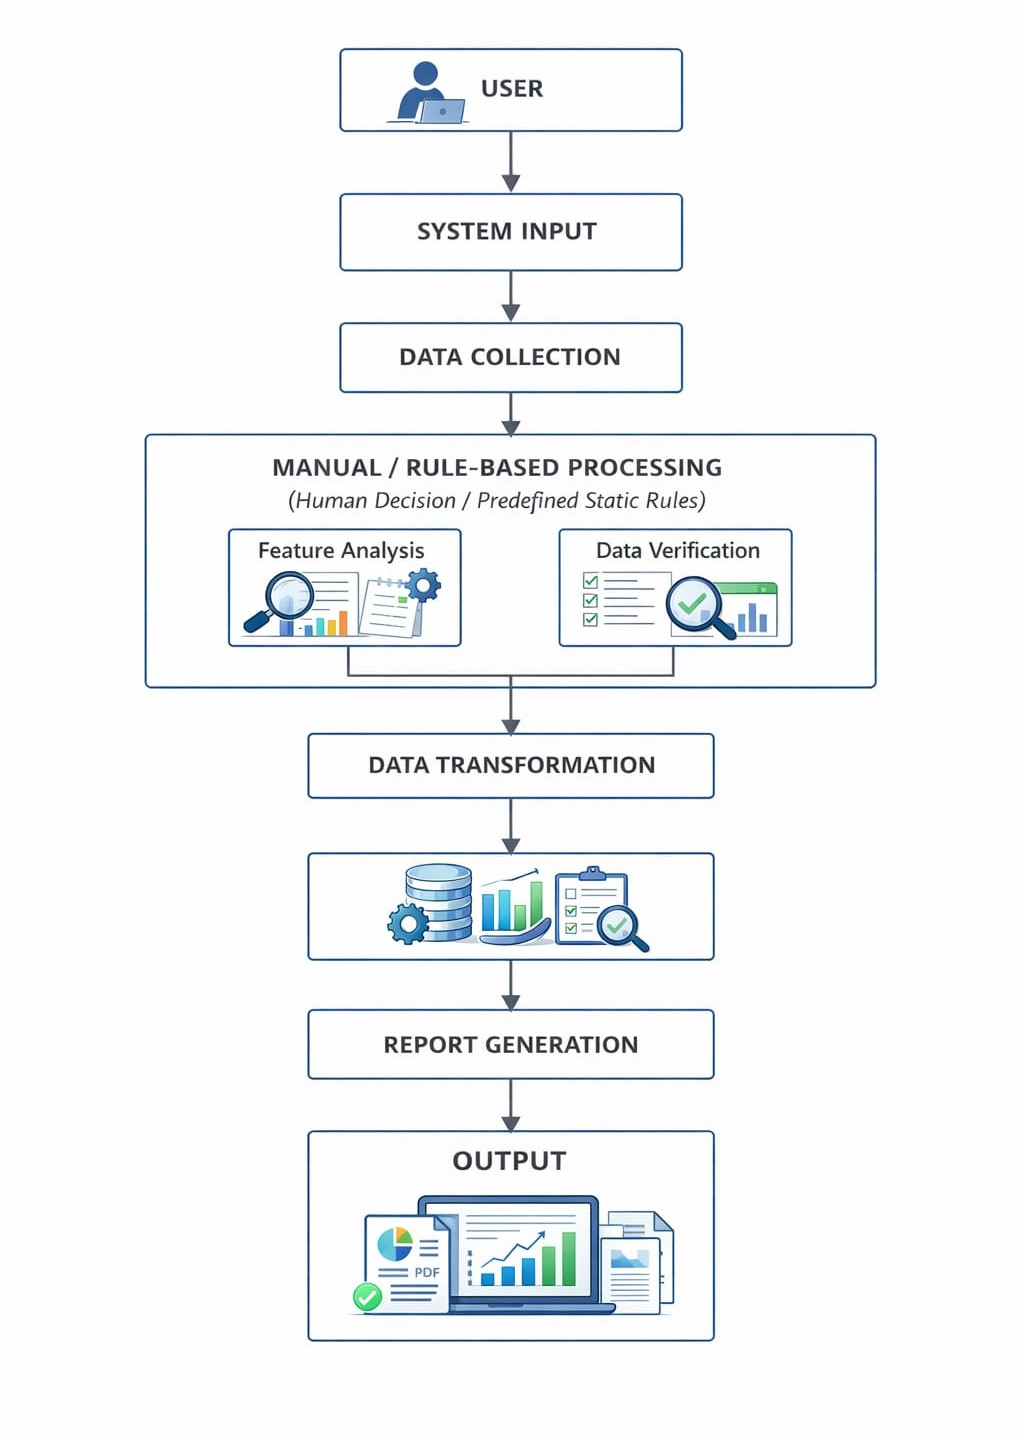 USER
SYSTEM INPUT
DATA COLLECTION
MANUAL / RULE-BASED PROCESSING
(Human Decision / Predefined Static Rules)
Feature Analysis
Data Verification
DATA TRANSFORMATION
REPORT GENERATION
OUTPUT
PDF